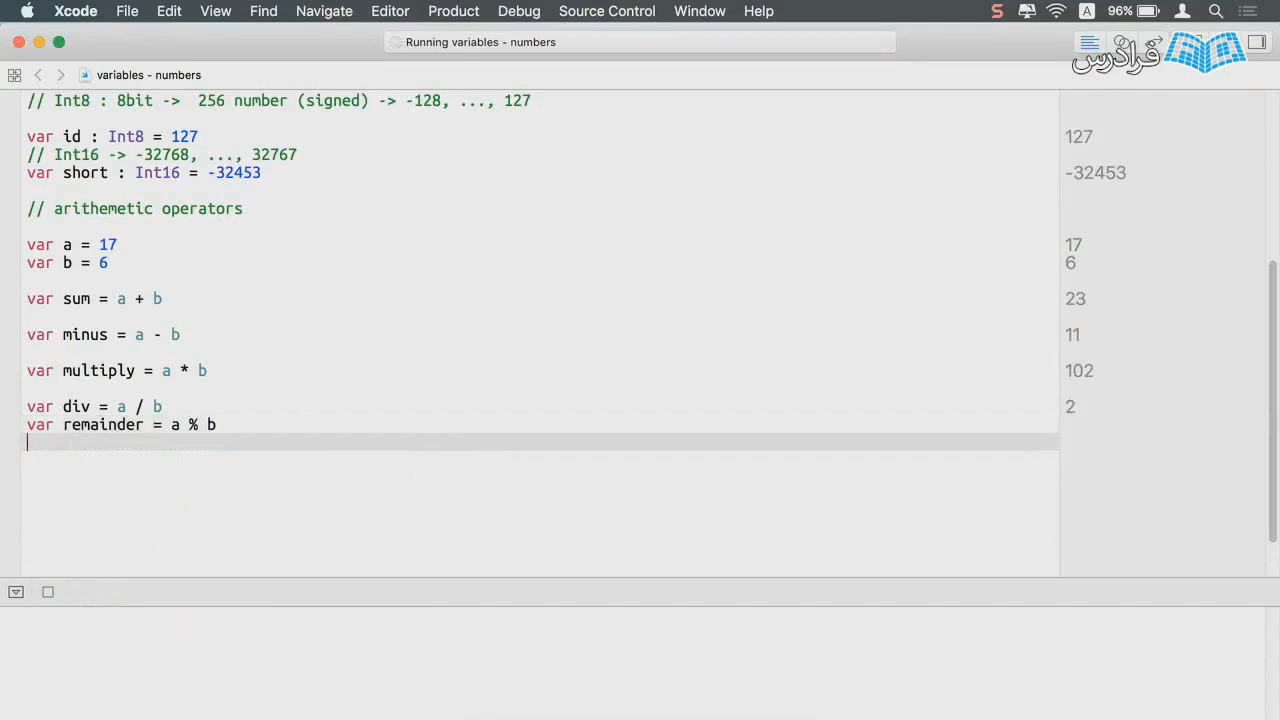 Xcode File Edit View Find Navigate Editor Product Debug Source Control Window Help S A 96%
Running variables - numbers
فرادرس
variables - numbers
// Int8 : 8bit -> 256 number (signed) -> -128, ..., 127
var id : Int8 = 127 127
// Int16 -> -32768, ..., 32767
var short : Int16 = -32453 -32453
// arithemetic operators
var a = 17 17
var b = 6 6
var sum = a + b 23
var minus = a - b 11
var multiply = a * b 102
var div = a / b 2
var remainder = a % b